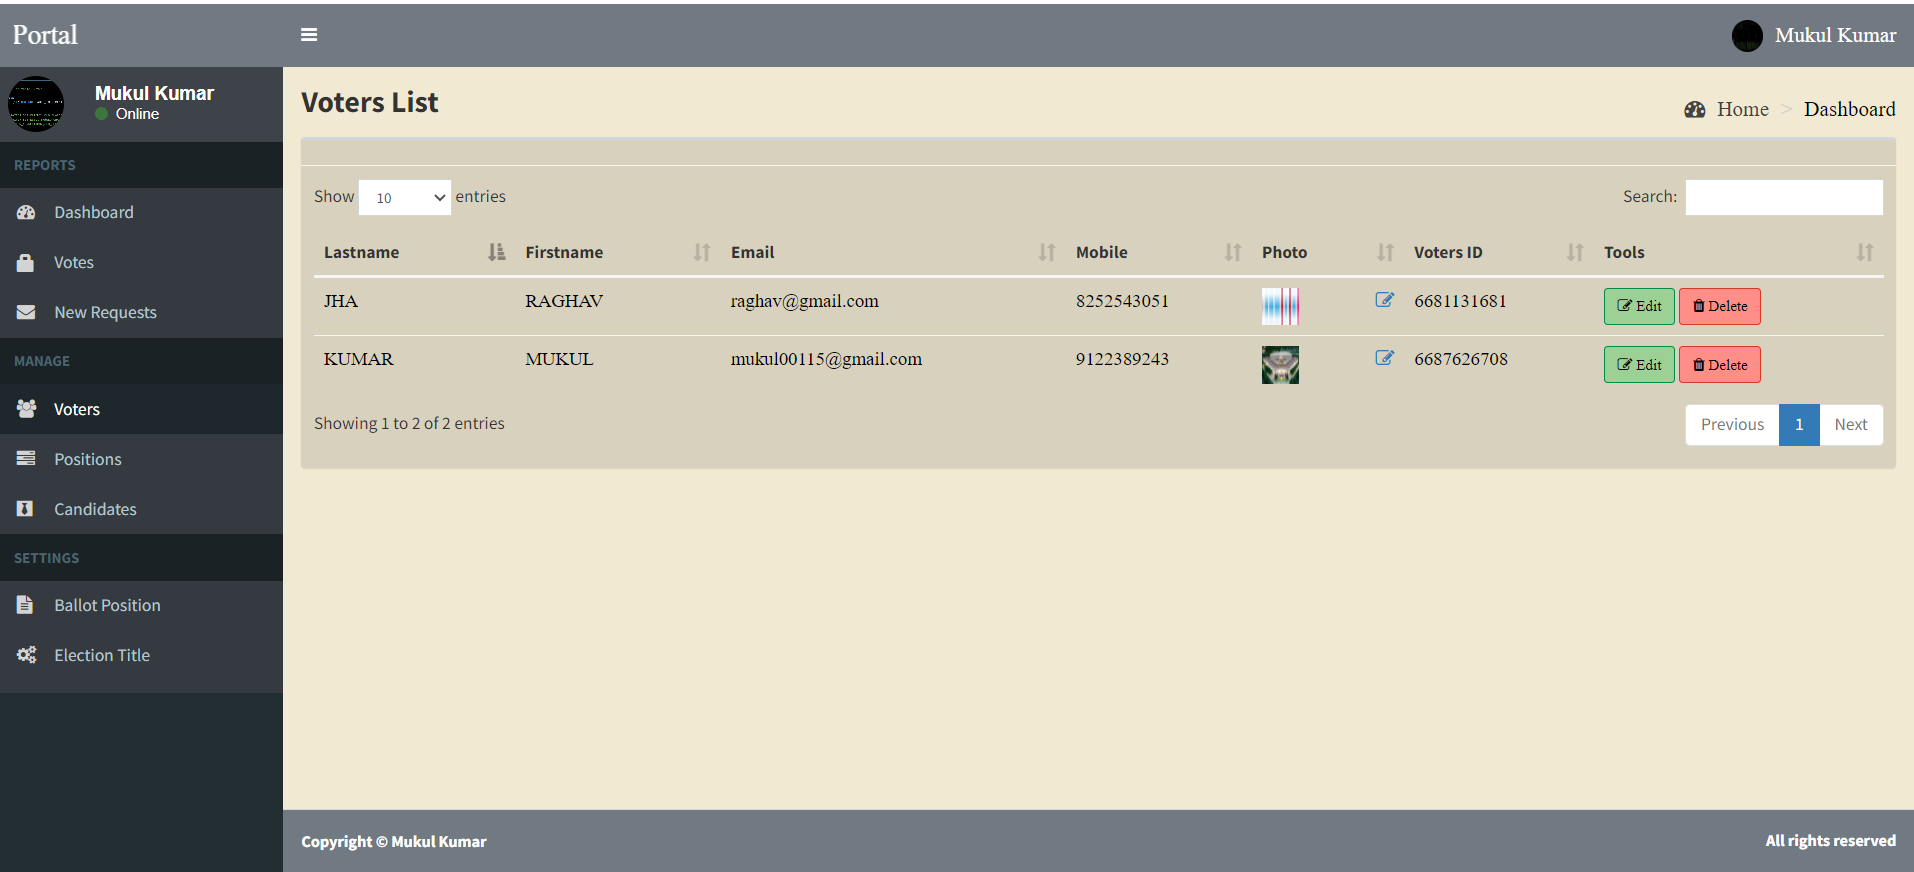 Portal
Mukul Kumar
Mukul Kumar
Online
REPORTS
Dashboard
Votes
New Requests
MANAGE
Voters
Positions
Candidates
SETTINGS
Ballot Position
Election Title
Voters List
Home > Dashboard
Show 10 entries
Search:
Lastname Firstname Email Mobile Photo Voters ID Tools
JHA RAGHAV raghav@gmail.com 8252543051 6681131681 Edit Delete
KUMAR MUKUL mukul00115@gmail.com 9122389243 6687626708 Edit Delete
Showing 1 to 2 of 2 entries
Previous 1 Next
Copyright © Mukul Kumar
All rights reserved